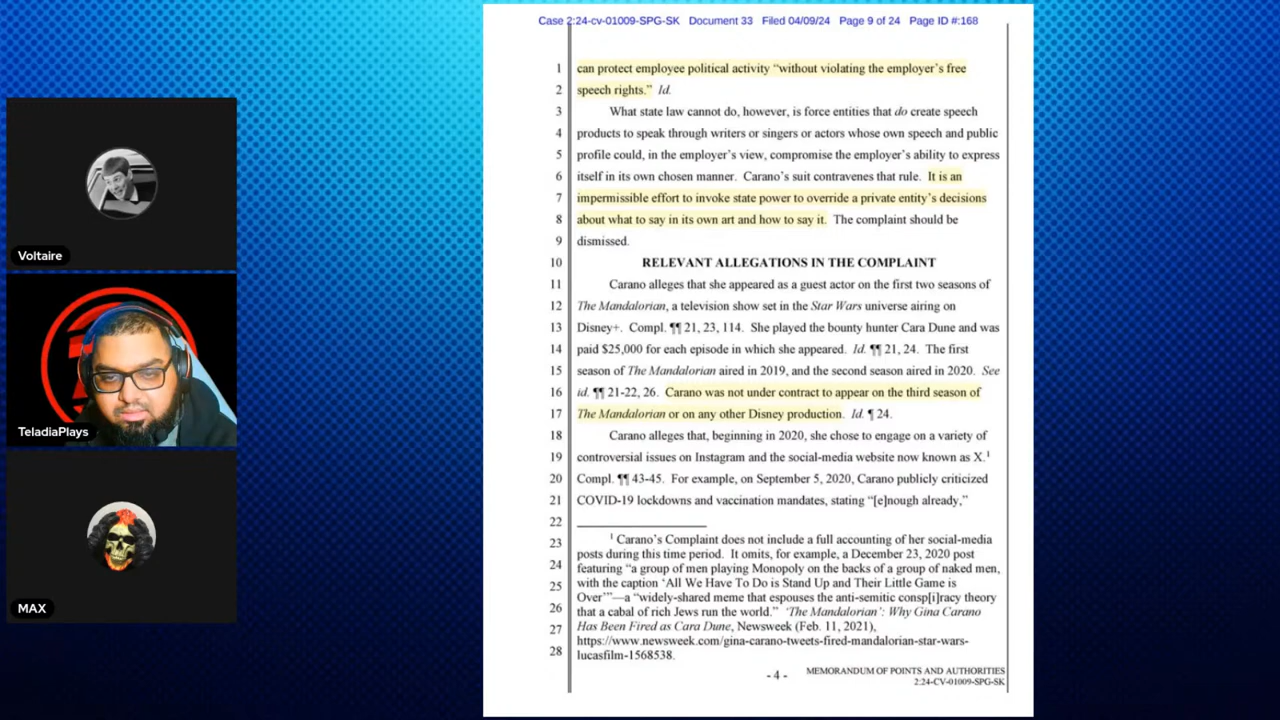 Case 2:24-cv-01009-SPG-SK Document 33 Filed 04/09/24 Page 9 of 24 Page ID #:168
1 can protect employee political activity “without violating the employer’s free
2 speech rights.” Id.
3 What state law cannot do, however, is force entities that do create speech
4 products to speak through writers or singers or actors whose own speech and public
5 profile could, in the employer’s view, compromise the employer’s ability to express
6 itself in its own chosen manner. Carano’s suit contravenes that rule. It is an
7 impermissible effort to invoke state power to override a private entity’s decisions
8 about what to say in its own art and how to say it. The complaint should be
9 dismissed.
10 RELEVANT ALLEGATIONS IN THE COMPLAINT
11 Carano alleges that she appeared as a guest actor on the first two seasons of
12 The Mandalorian, a television show set in the Star Wars universe airing on
13 Disney+. Compl. ¶¶ 21, 23, 114. She played the bounty hunter Cara Dune and was
14 paid $25,000 for each episode in which she appeared. Id. ¶¶ 21, 24. The first
15 season of The Mandalorian aired in 2019, and the second season aired in 2020. See
16 id. ¶¶ 21-22, 26. Carano was not under contract to appear on the third season of
17 The Mandalorian or on any other Disney production. Id. ¶ 24.
18 Carano alleges that, beginning in 2020, she chose to engage on a variety of
19 controversial issues on Instagram and the social-media website now known as X.¹
20 Compl. ¶¶ 43-45. For example, on September 5, 2020, Carano publicly criticized
21 COVID-19 lockdowns and vaccination mandates, stating “[e]nough already,”
22
23 ¹ Carano’s Complaint does not include a full accounting of her social-media
posts during this time period. It omits, for example, a December 23, 2020 post
24 featuring “a group of men playing Monopoly on the backs of a group of naked men,
25 with the caption ‘All We Have To Do is Stand Up and Their Little Game is
Over’”—a “widely-shared meme that espouses the anti-semitic consp[i]racy theory
26 that a cabal of rich Jews run the world.” ‘The Mandalorian’: Why Gina Carano
27 Has Been Fired as Cara Dune, Newsweek (Feb. 11, 2021),
https://www.newsweek.com/gina-carano-tweets-fired-mandalorian-star-wars-
28 lucasfilm-1568538.
- 4 -
MEMORANDUM OF POINTS AND AUTHORITIES
2:24-CV-01009-SPG-SK
Voltaire
TeladiaPlays
MAX